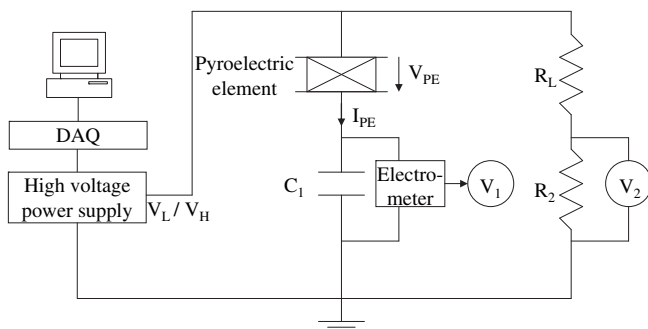 Pyroelectric
element
V_PE
R_L
I_PE
DAQ
High voltage
power supply
V_L / V_H
C_1
Electro-
meter
V_1
R_2
V_2